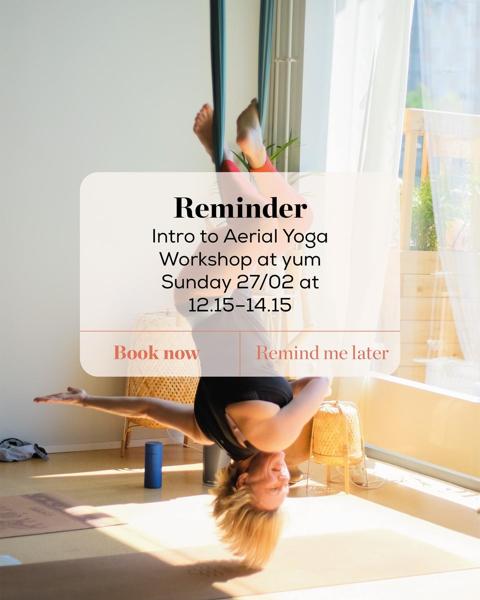 Reminder
Intro to Aerial Yoga
Workshop at yum
Sunday 27/02 at
12.15–14.15
Book now
Remind me later